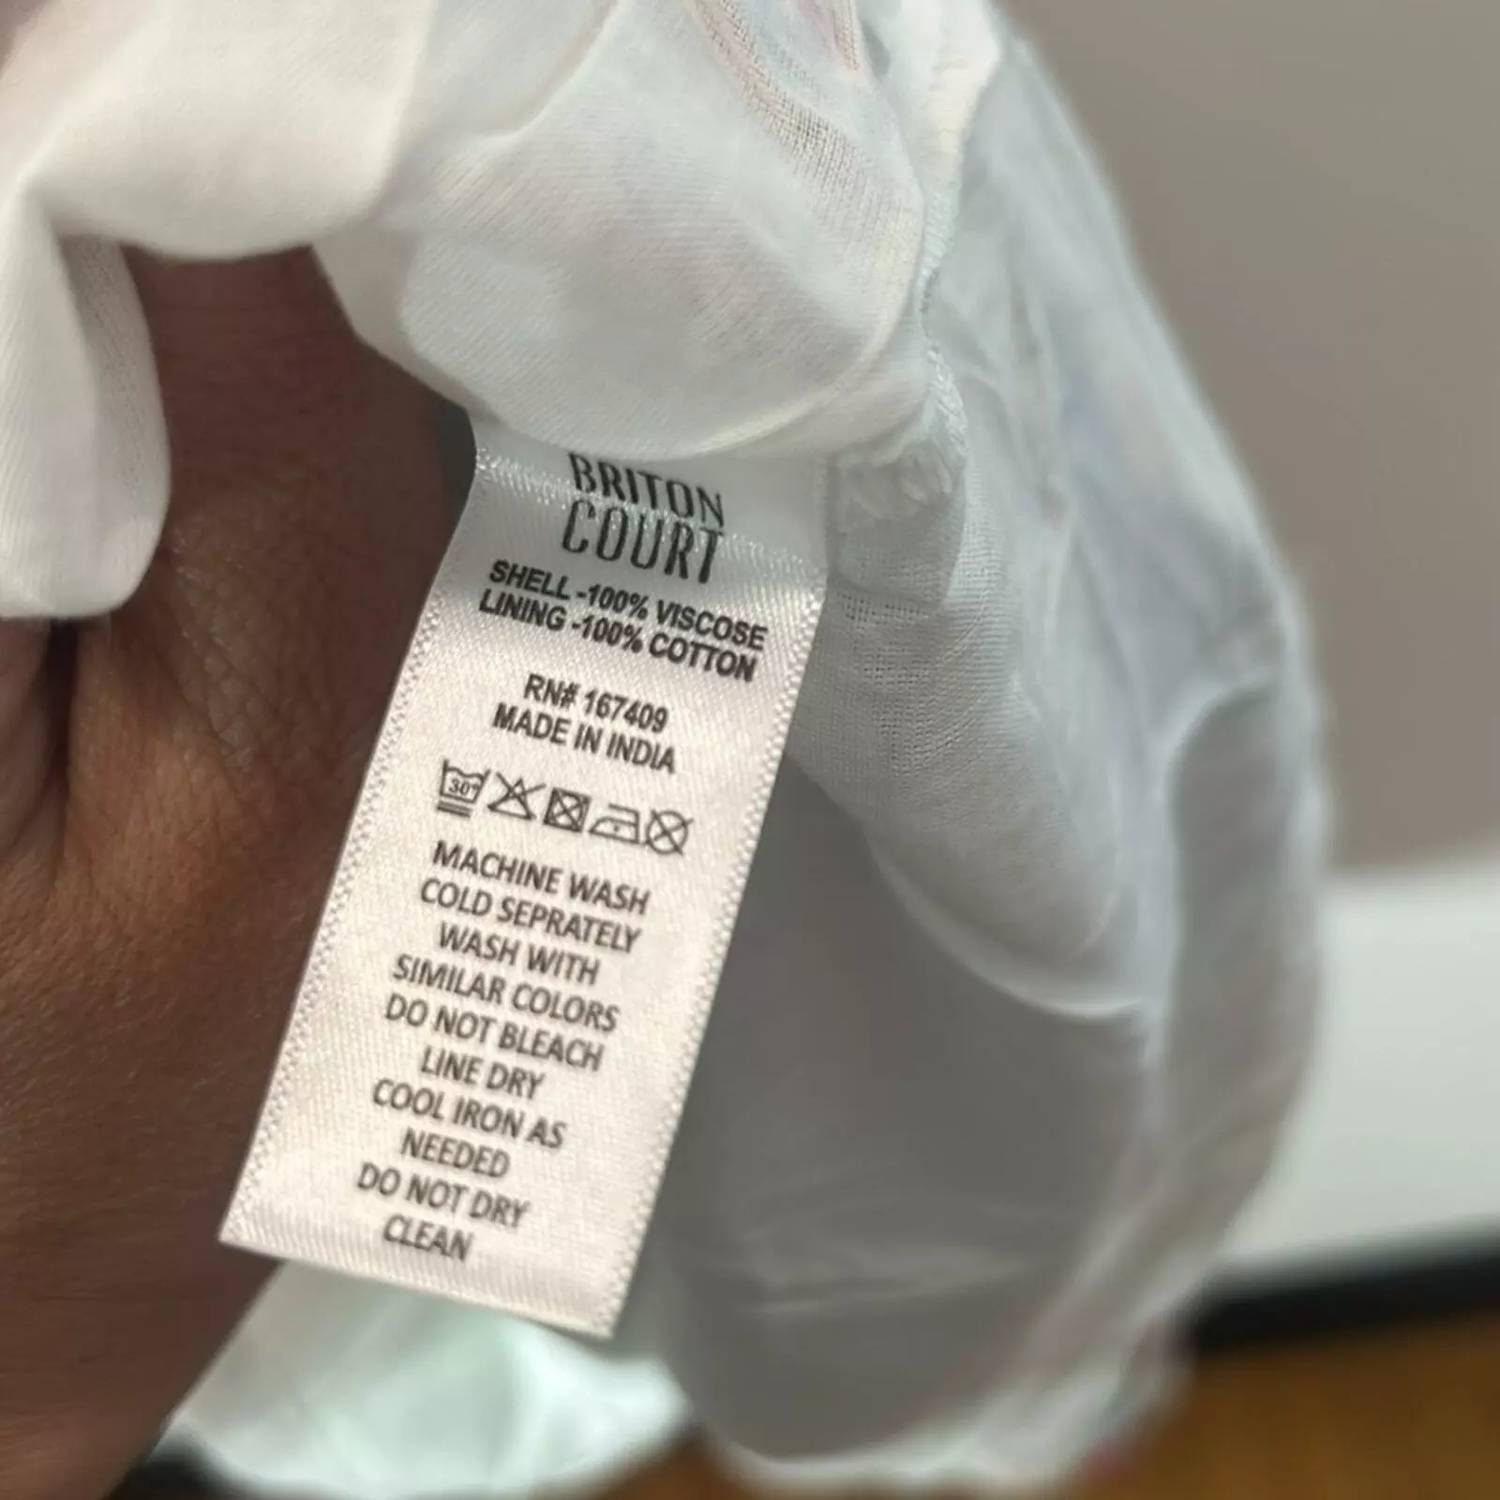 BRITON
COURT
SHELL -100% VISCOSE
LINING -100% COTTON
RN# 167409
MADE IN INDIA
30°
MACHINE WASH
COLD SEPRATELY
WASH WITH
SIMILAR COLORS
DO NOT BLEACH
LINE DRY
COOL IRON AS
NEEDED
DO NOT DRY
CLEAN